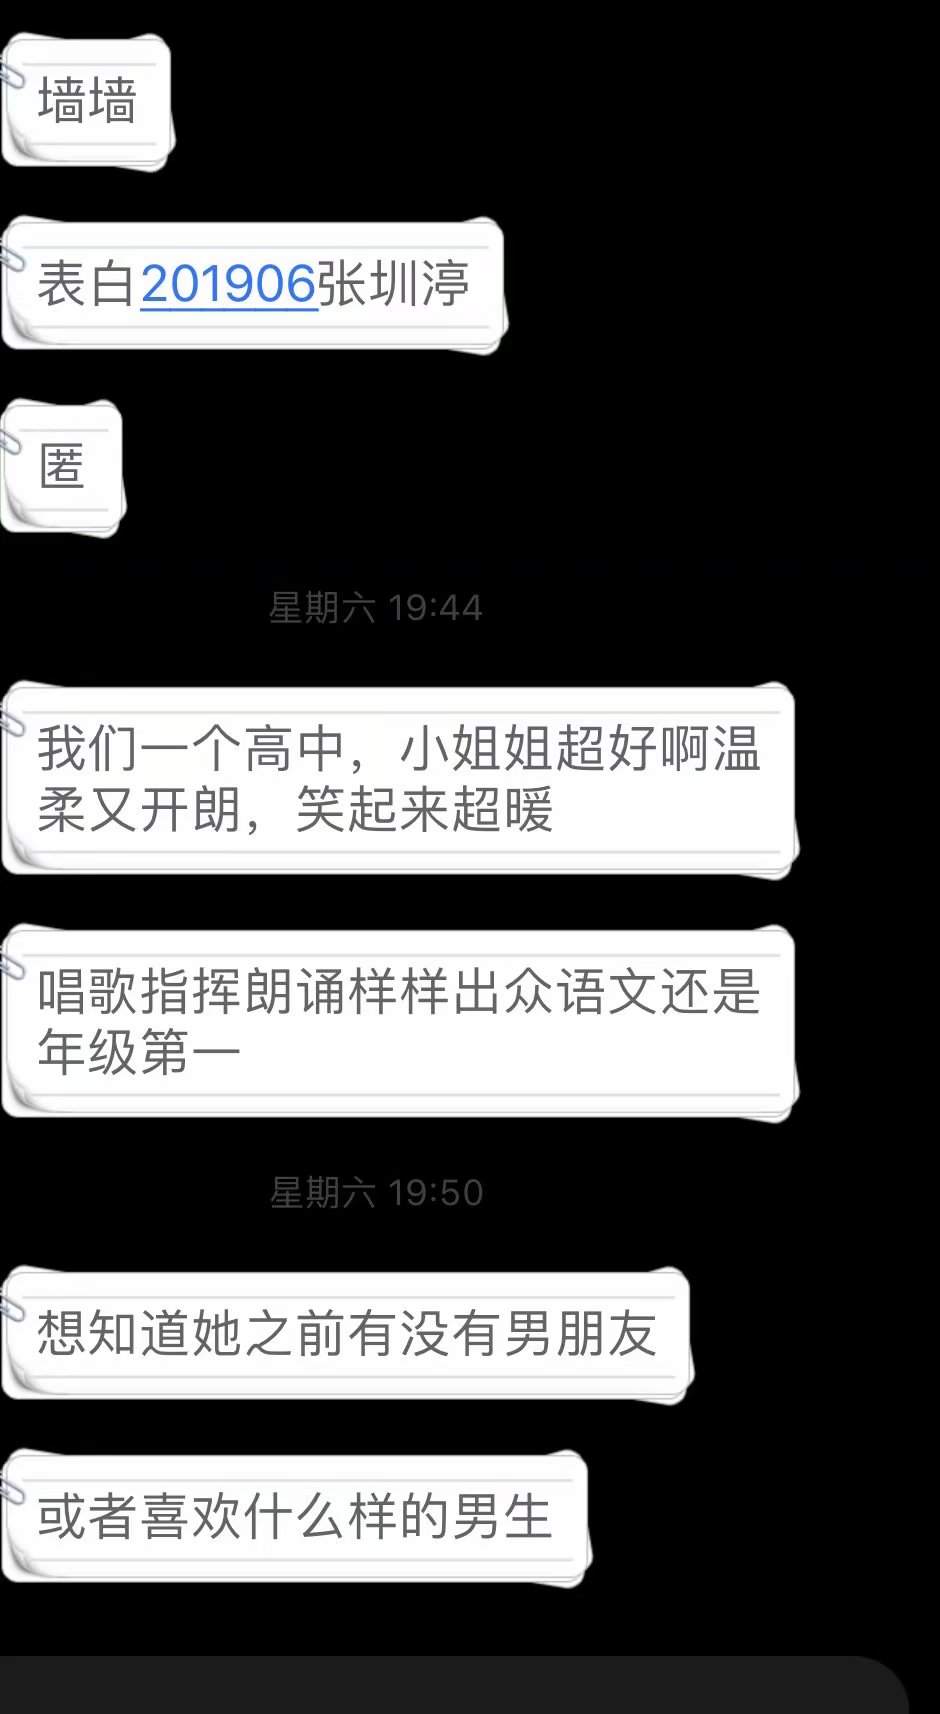 墙墙
表白201906张圳渟
匿
星期六 19:44
我们一个高中，小姐姐超好啊温
柔又开朗，笑起来超暖
唱歌指挥朗诵样样出众语文还是
年级第一
星期六 19:50
想知道她之前有没有男朋友
或者喜欢什么样的男生